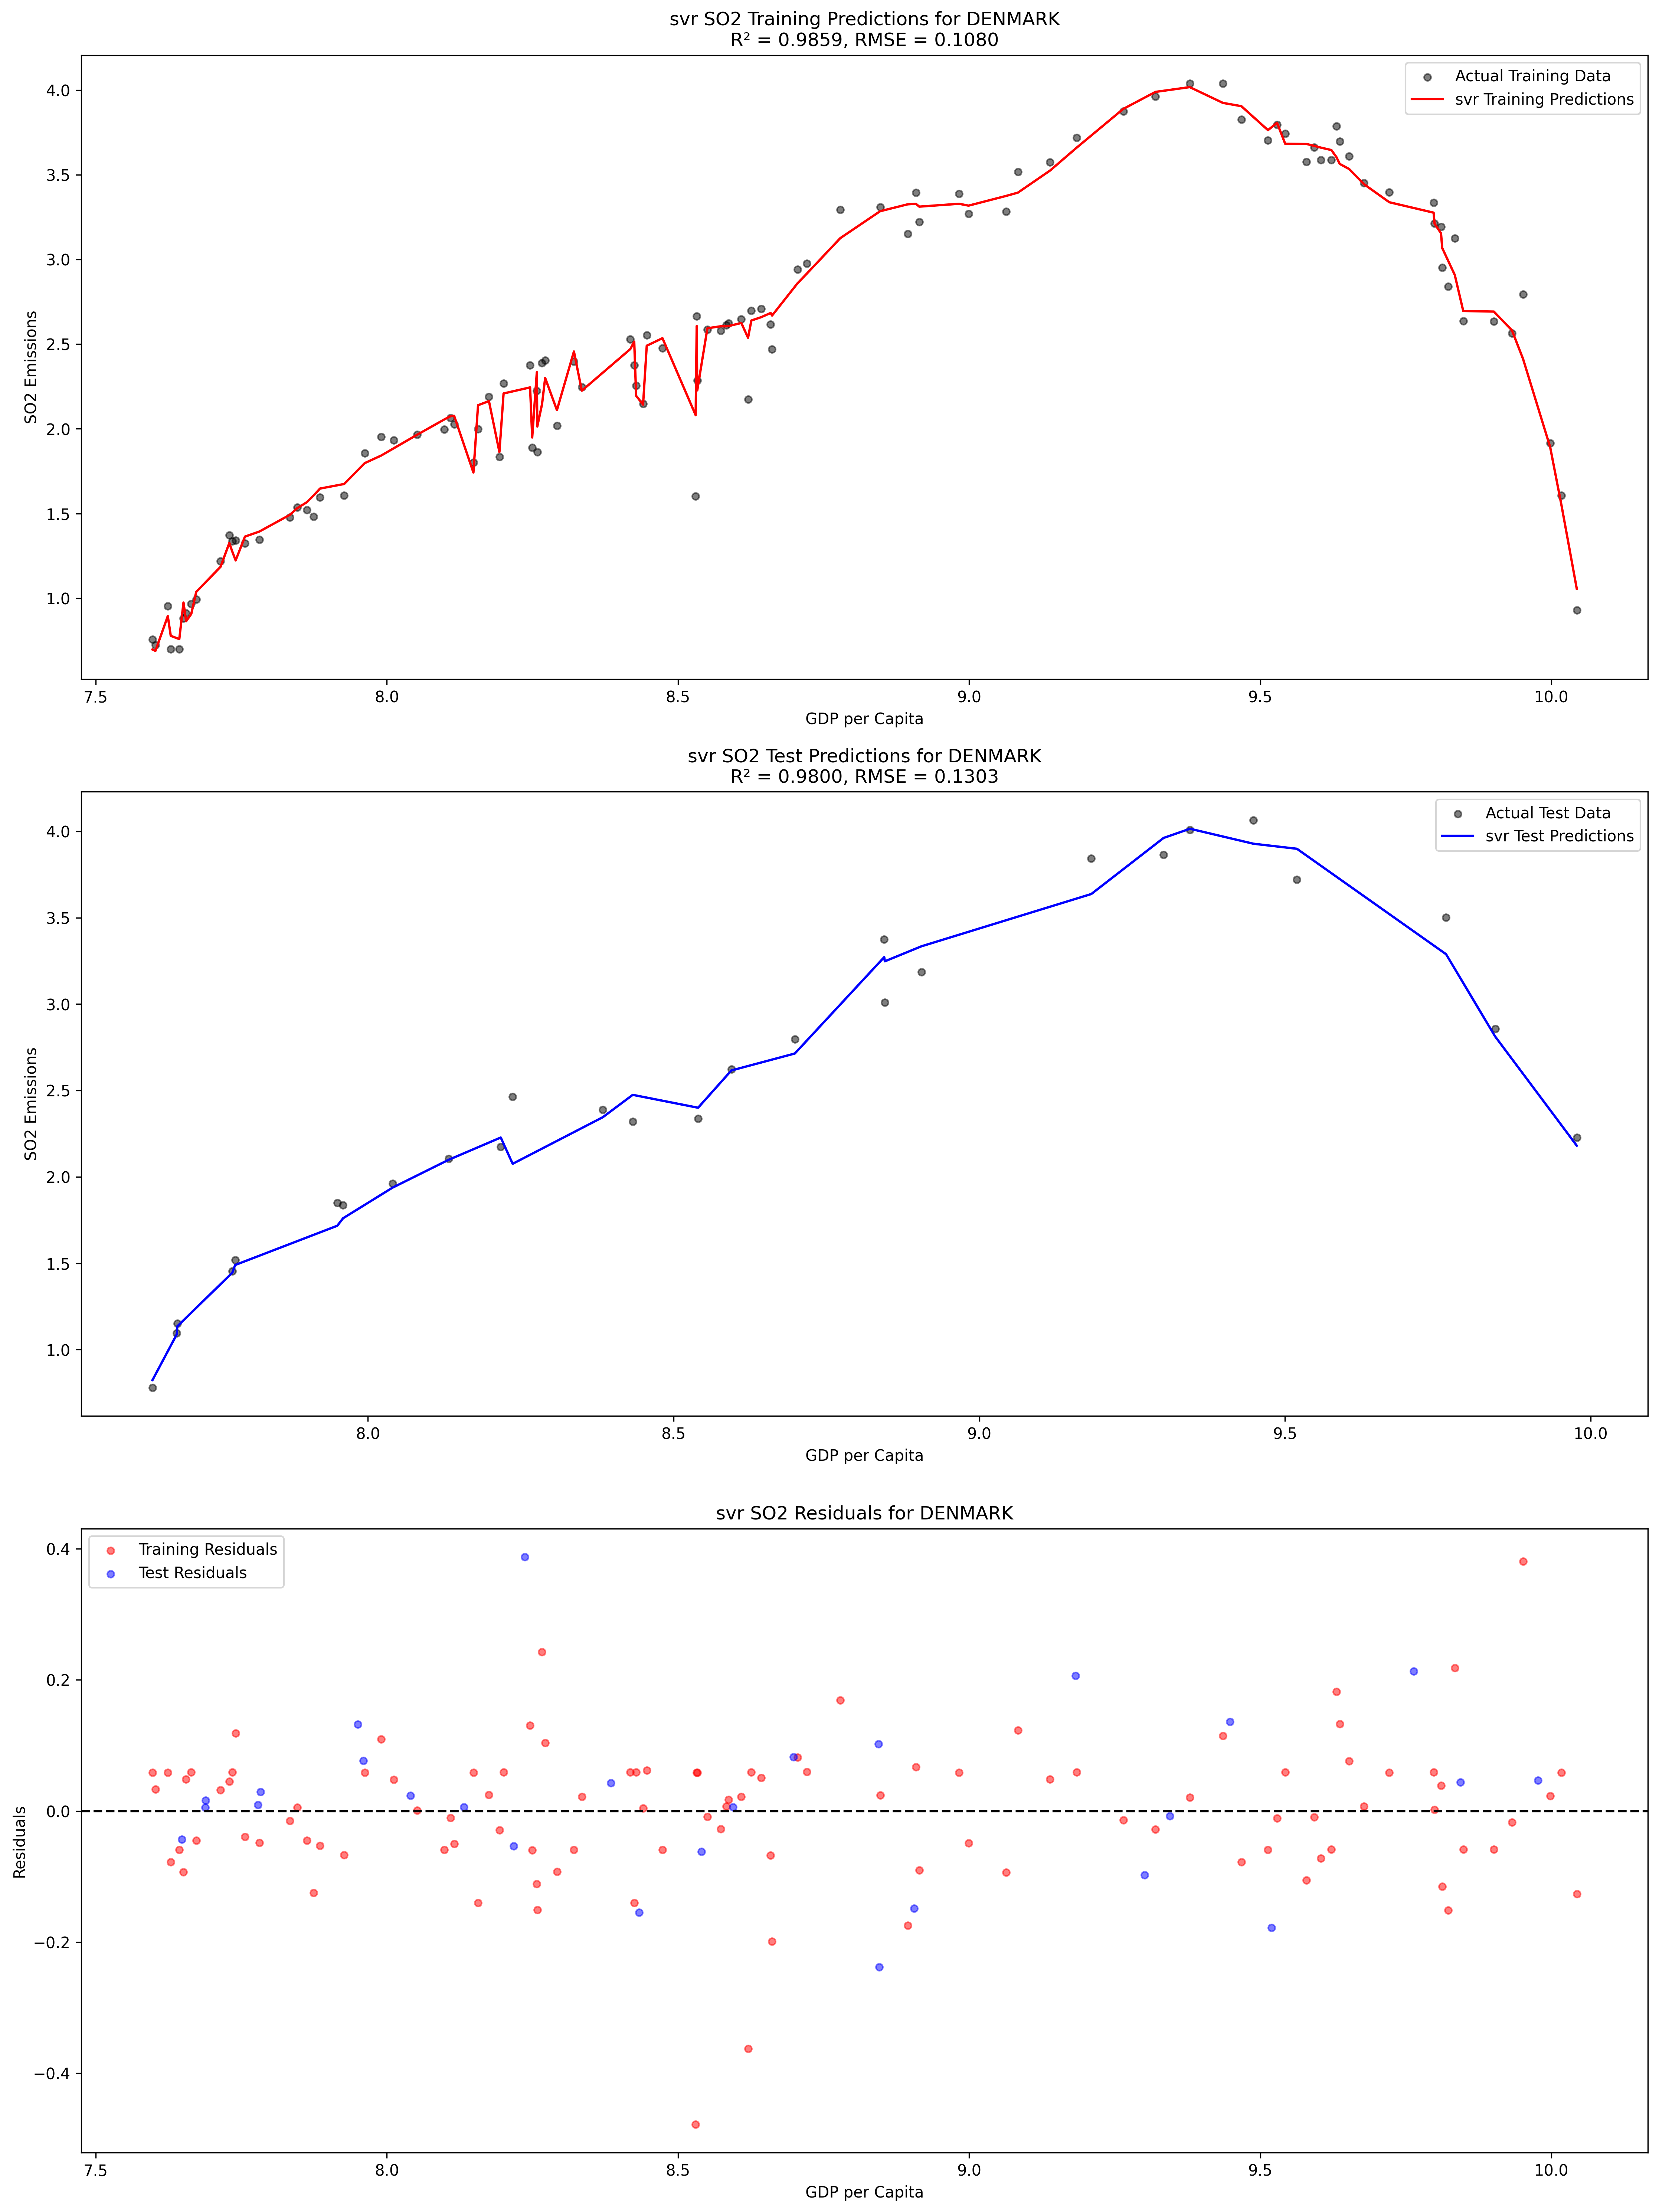 svr SO2 Training Predictions for DENMARK
R² = 0.9859, RMSE = 0.1080
Actual Training Data
svr Training Predictions
4.0
3.5
3.0
2.5
2.0
1.5
1.0
SO2 Emissions
7.5 8.0 8.5 9.0 9.5 10.0
GDP per Capita
svr SO2 Test Predictions for DENMARK
R² = 0.9800, RMSE = 0.1303
Actual Test Data
svr Test Predictions
4.0
3.5
3.0
2.5
2.0
1.5
1.0
SO2 Emissions
8.0 8.5 9.0 9.5 10.0
GDP per Capita
svr SO2 Residuals for DENMARK
Training Residuals
Test Residuals
0.4
0.2
0.0
−0.2
−0.4
Residuals
7.5 8.0 8.5 9.0 9.5 10.0
GDP per Capita